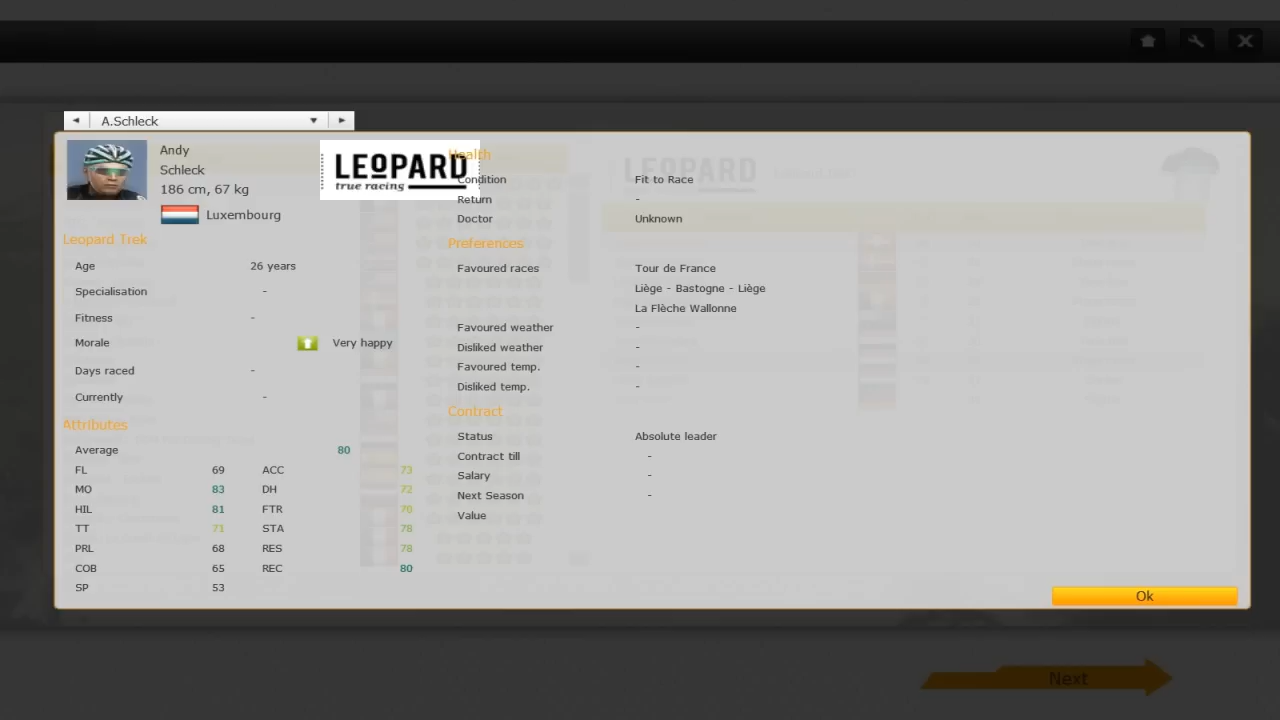 A.Schleck
Andy
Schleck
186 cm, 67 kg
Luxembourg
LEOPARD
true racing
Leopard Trek
Age 26 years
Specialisation -
Fitness -
Morale Very happy
Days raced -
Currently -
Attributes
Average 80
FL 69 ACC 73
MO 83 DH 72
HIL 81 FTR 70
TT 71 STA 78
PRL 68 RES 78
COB 65 REC 80
SP 53
Health
Condition Fit to Race
Return -
Doctor Unknown
Preferences
Favoured races Tour de France
Liège - Bastogne - Liège
La Flèche Wallonne
Favoured weather -
Disliked weather -
Favoured temp. -
Disliked temp. -
Contract
Status Absolute leader
Contract till -
Salary -
Next Season -
Value
Ok
LEOPARD
true racing
Next